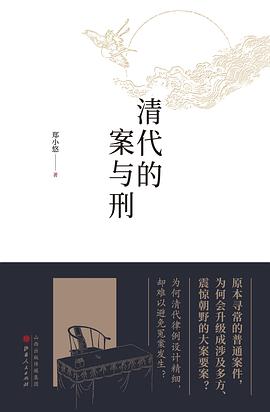 清代的
案与刑
郑小悠——著
原本寻常的普通案件，
为何会升级成涉及多方、
震惊朝野的大案要案？
为何清代律例设计精细
却难以避免冤案发生？
山西出版传媒集团
山西人民出版社